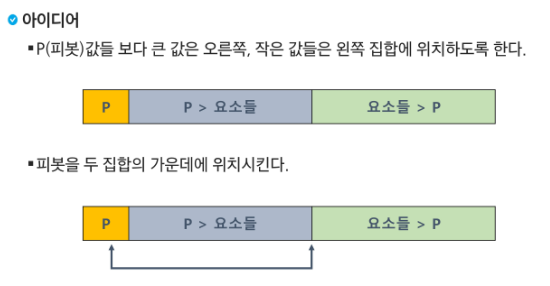 아이디어
▪P(피봇)값들 보다 큰 값은 오른쪽, 작은 값들은 왼쪽 집합에 위치하도록 한다.
P P > 요소들 요소들 > P
▪피봇을 두 집합의 가운데에 위치시킨다.
P P > 요소들 요소들 > P